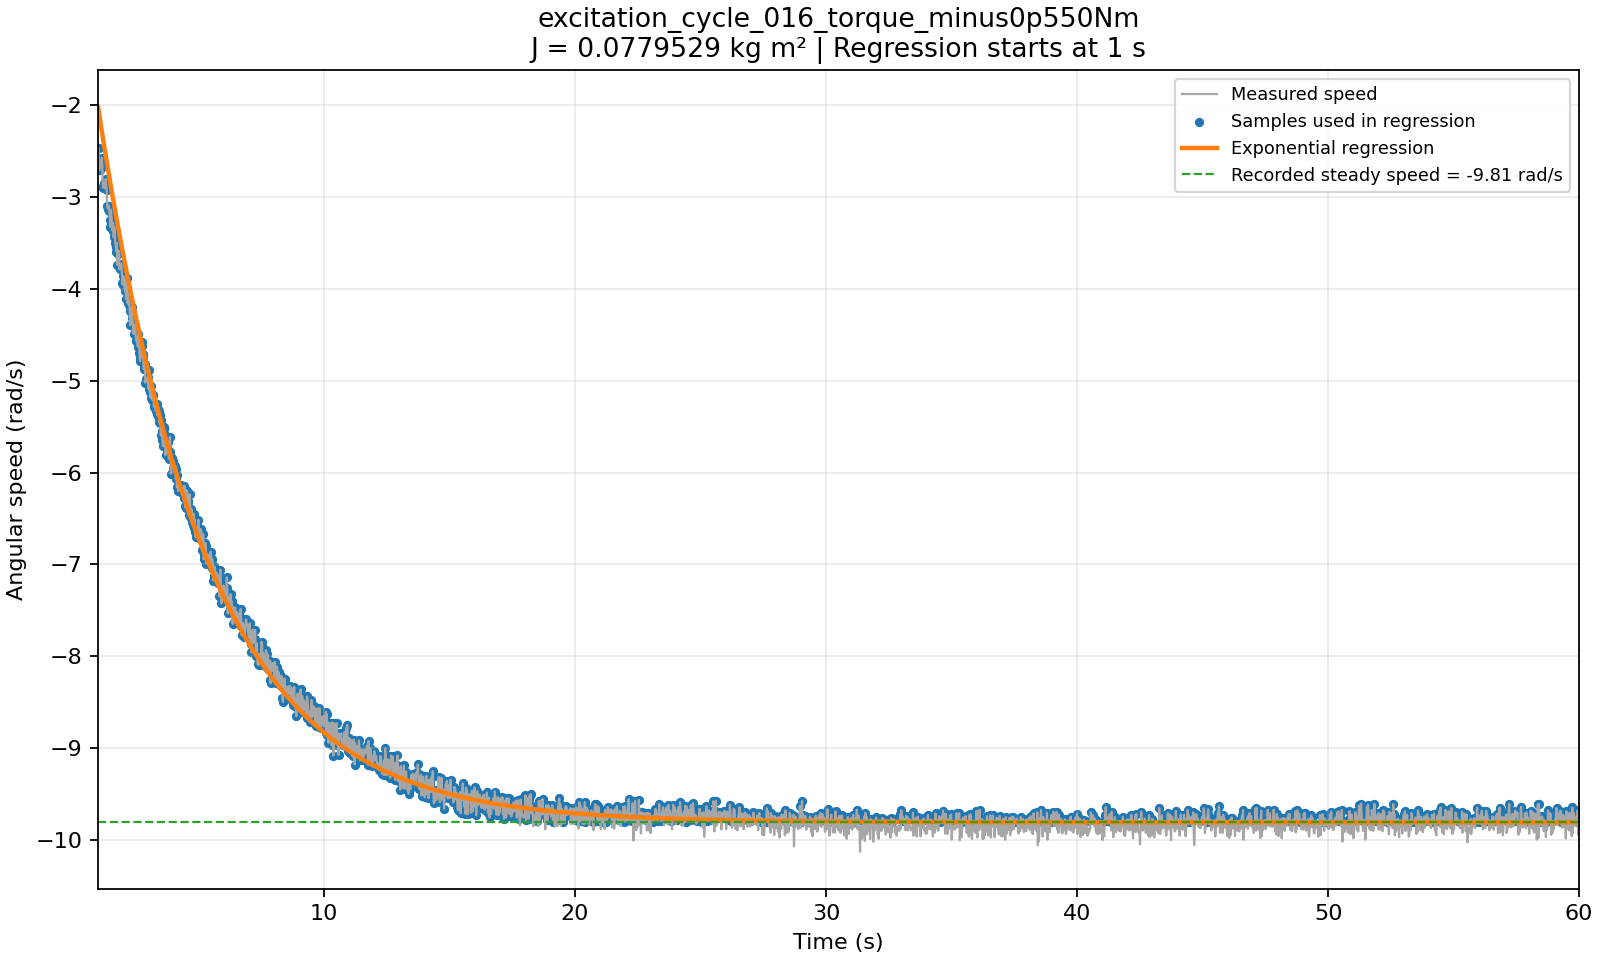 excitation_cycle_016_torque_minus0p550Nm
J = 0.0779529 kg m² | Regression starts at 1 s
Measured speed
Samples used in regression
Exponential regression
Recorded steady speed = -9.81 rad/s
Angular speed (rad/s)
−2
−3
−4
−5
−6
−7
−8
−9
−10
10
20
30
40
50
60
Time (s)